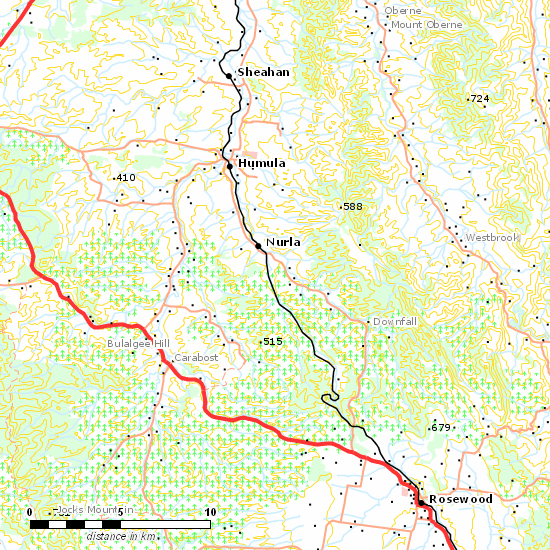 Oberne
Mount Oberne
Sheahan
724
Humula
410
588
Westbrook
Nurla
Downfall
Bulalgee Hill
515
Carabost
679
Rosewood
Jocks Mountain
0 5 10
distance in km